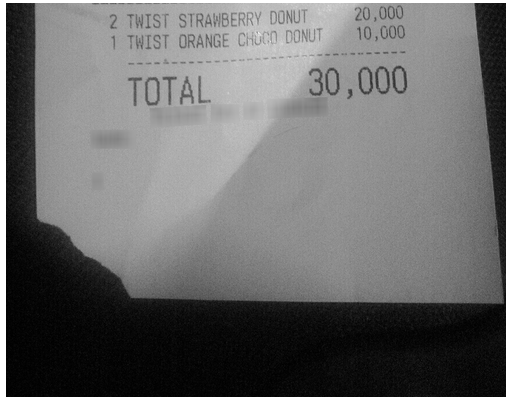 2 TWIST STRAWBERRY DONUT 20,000
1 TWIST ORANGE CHOCO DONUT 10,000
TOTAL 30,000